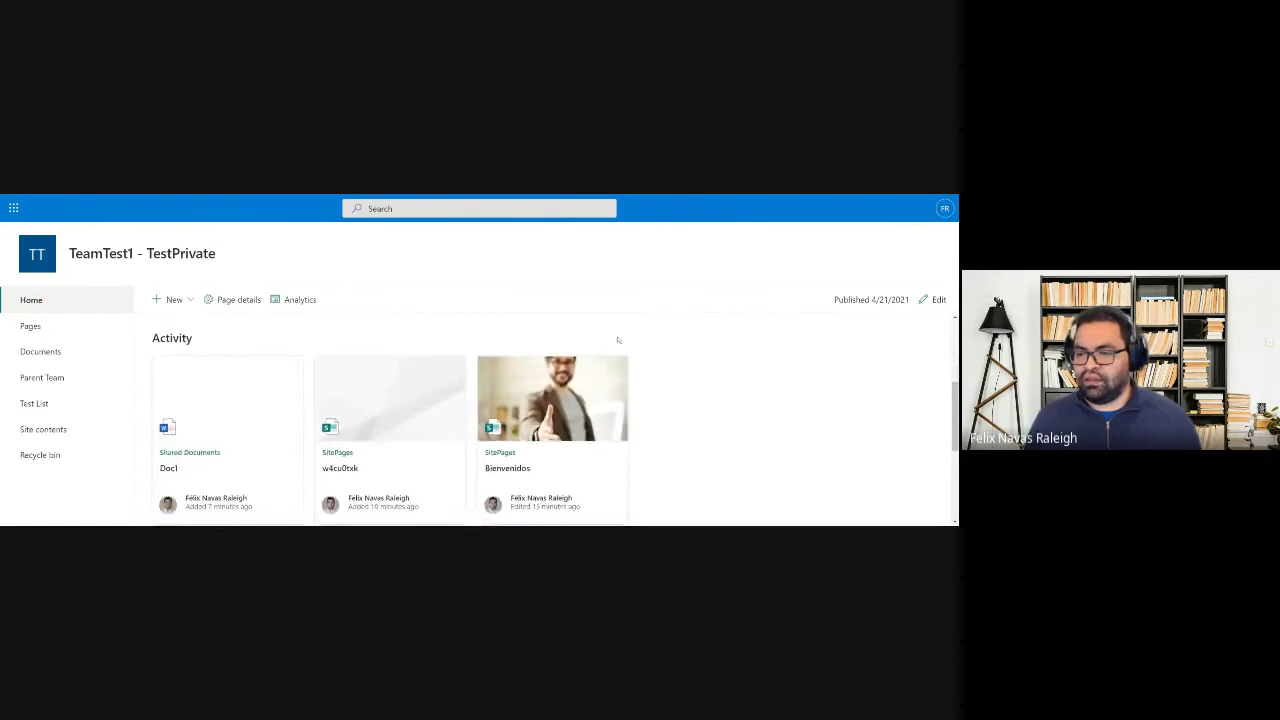 Search
FR
TT
TeamTest1 - TestPrivate
Home
Pages
Documents
Parent Team
Test List
Site contents
Recycle bin
New
Page details
Analytics
Published 4/21/2021
Edit
Activity
Shared Documents
Doc1
Félix Navas Raleigh
Added 7 minutes ago
SitePages
w4cu0txk
Félix Navas Raleigh
Added 10 minutes ago
SitePages
Bienvenidos
Félix Navas Raleigh
Edited 13 minutes ago
Felix Navas Raleigh